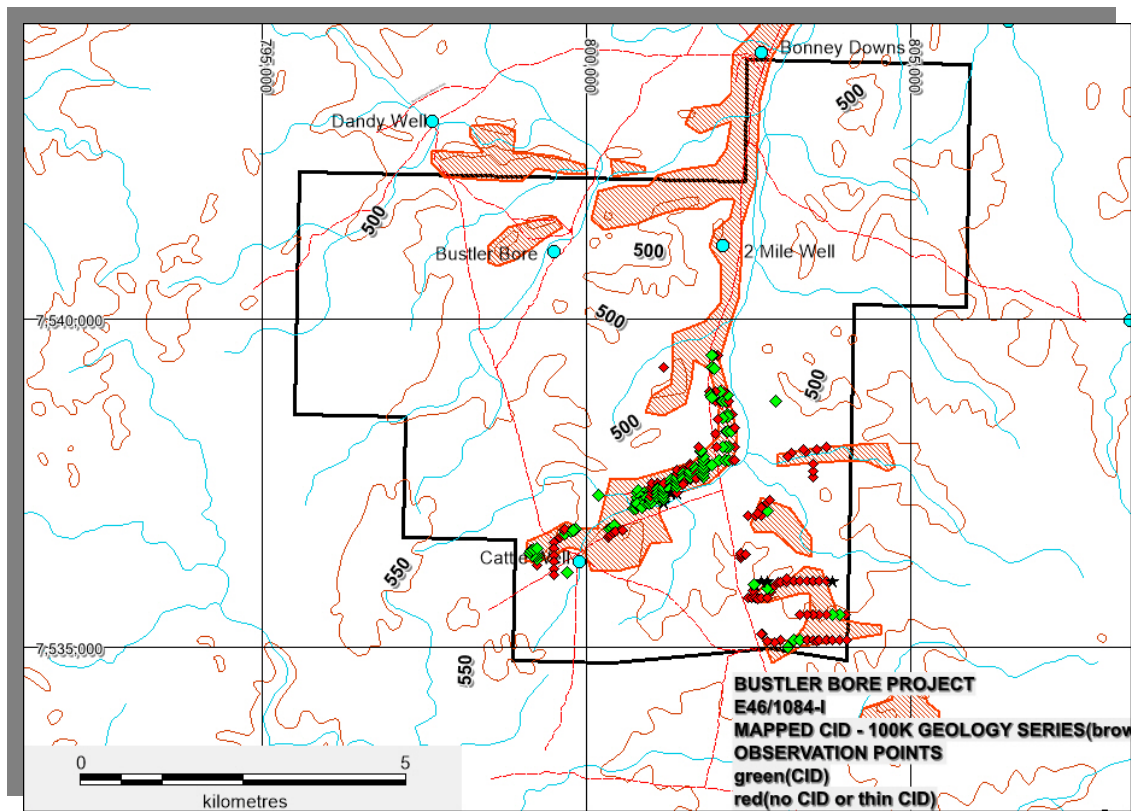 795,000
800,000
805,000
Bonney Downs
500
Dandy Well
500
Bustler Bore
500
2 Mile Well
7,540,000
500
500
500
Cattle Well
550
7,535,000
550
BUSTLER BORE PROJECT
E46/1084-I
MAPPED CID - 100K GEOLOGY SERIES(brow
OBSERVATION POINTS
green(CID)
red(no CID or thin CID)
0 5
kilometres